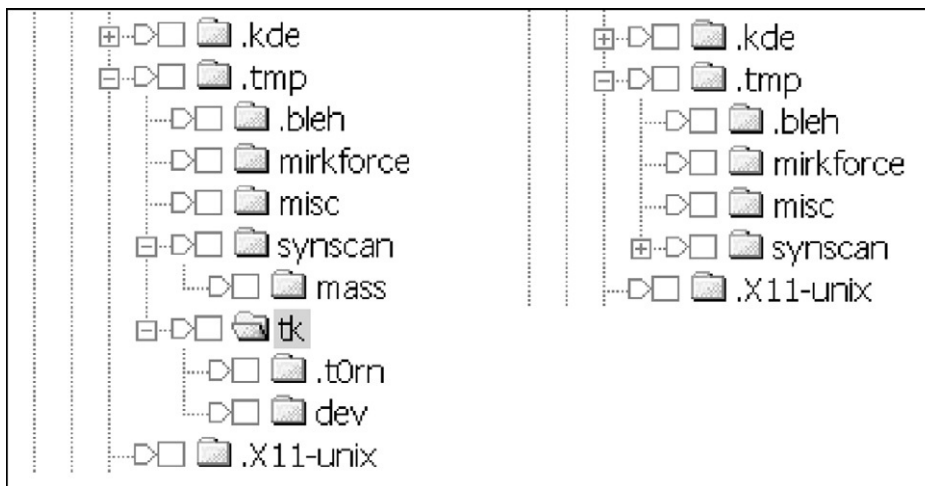 .kde
.tmp
.bleh
mirkforce
misc
synscan
mass
tk
.t0rn
dev
.X11-unix
.kde
.tmp
.bleh
mirkforce
misc
synscan
.X11-unix